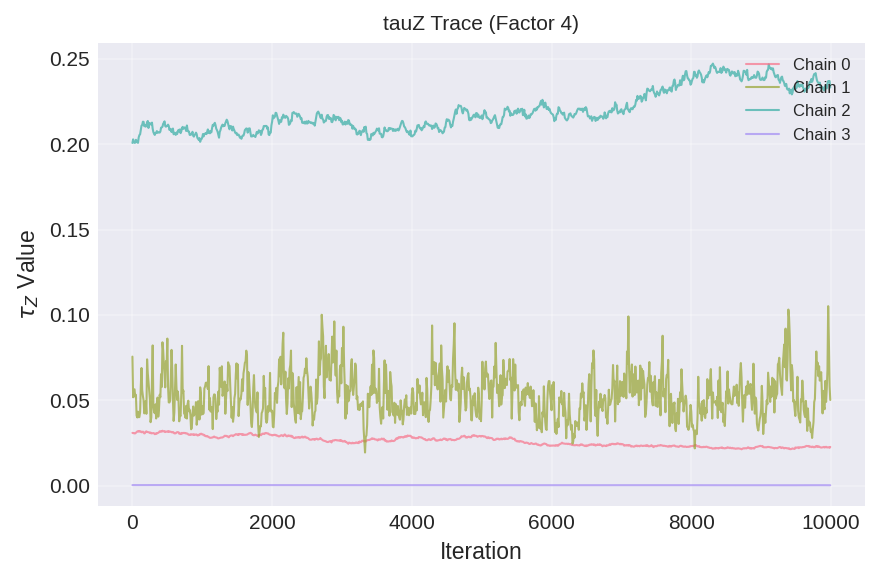 tauZ Trace (Factor 4)
0.25
0.20
0.15
0.10
0.05
0.00
τZ Value
0
2000
4000
6000
8000
10000
Iteration
Chain 0
Chain 1
Chain 2
Chain 3